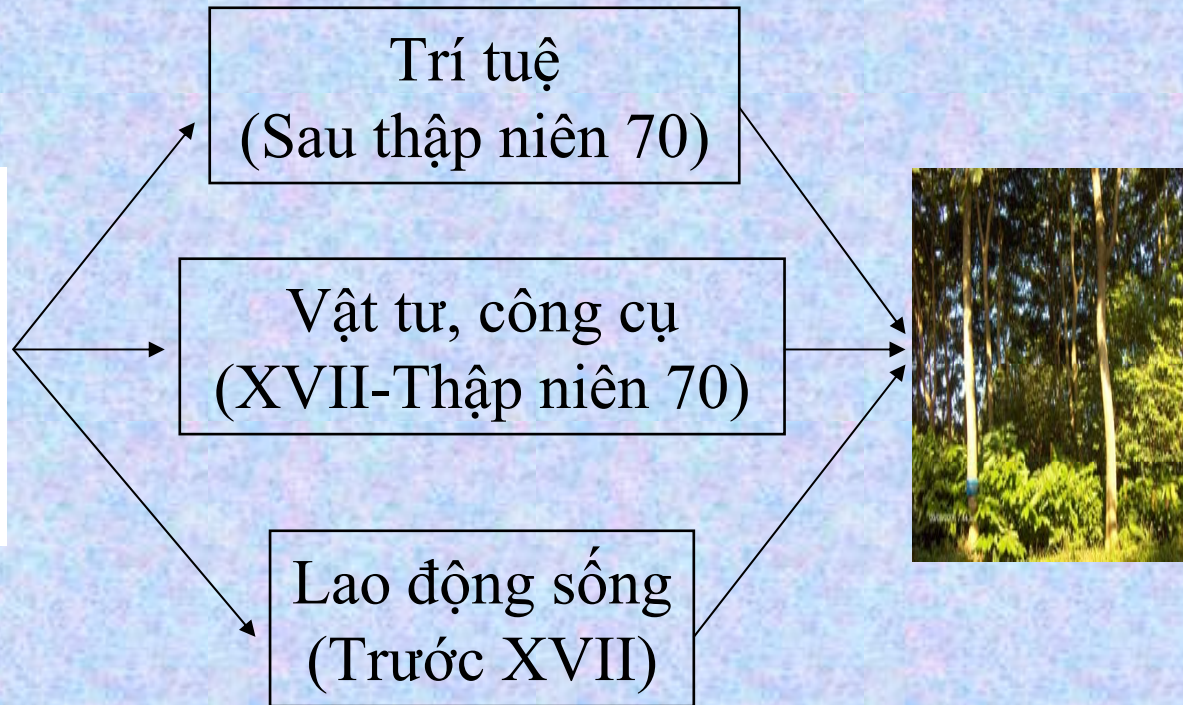 Trí tuệ
(Sau thập niên 70)
Vật tư, công cụ
(XVII-Thập niên 70)
Lao động sống
(Trước XVII)